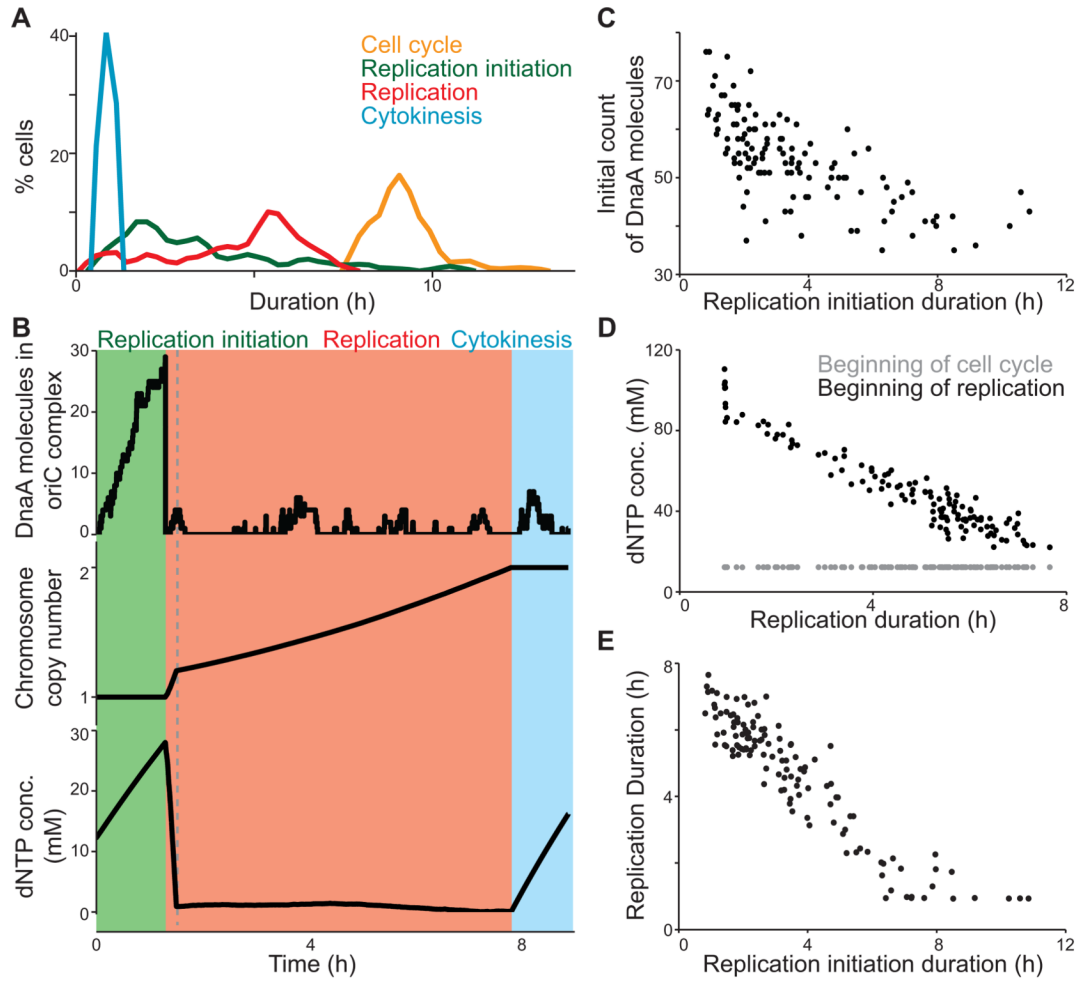 A
40
20
0
% cells
Cell cycle
Replication initiation
Replication
Cytokinesis
0
10
Duration (h)
B
Replication initiation Replication Cytokinesis
DnaA molecules in
oriC complex
30
20
10
0
Chromosome
copy number
2
1
dNTP conc.
(mM)
30
20
10
0
0
4
8
Time (h)
C
Initial count
of DnaA molecules
70
50
30
0
4
8
12
Replication initiation duration (h)
D
dNTP conc. (mM)
120
80
40
0
Beginning of cell cycle
Beginning of replication
0
4
8
Replication duration (h)
E
Replication Duration (h)
8
4
0
0
4
8
12
Replication initiation duration (h)